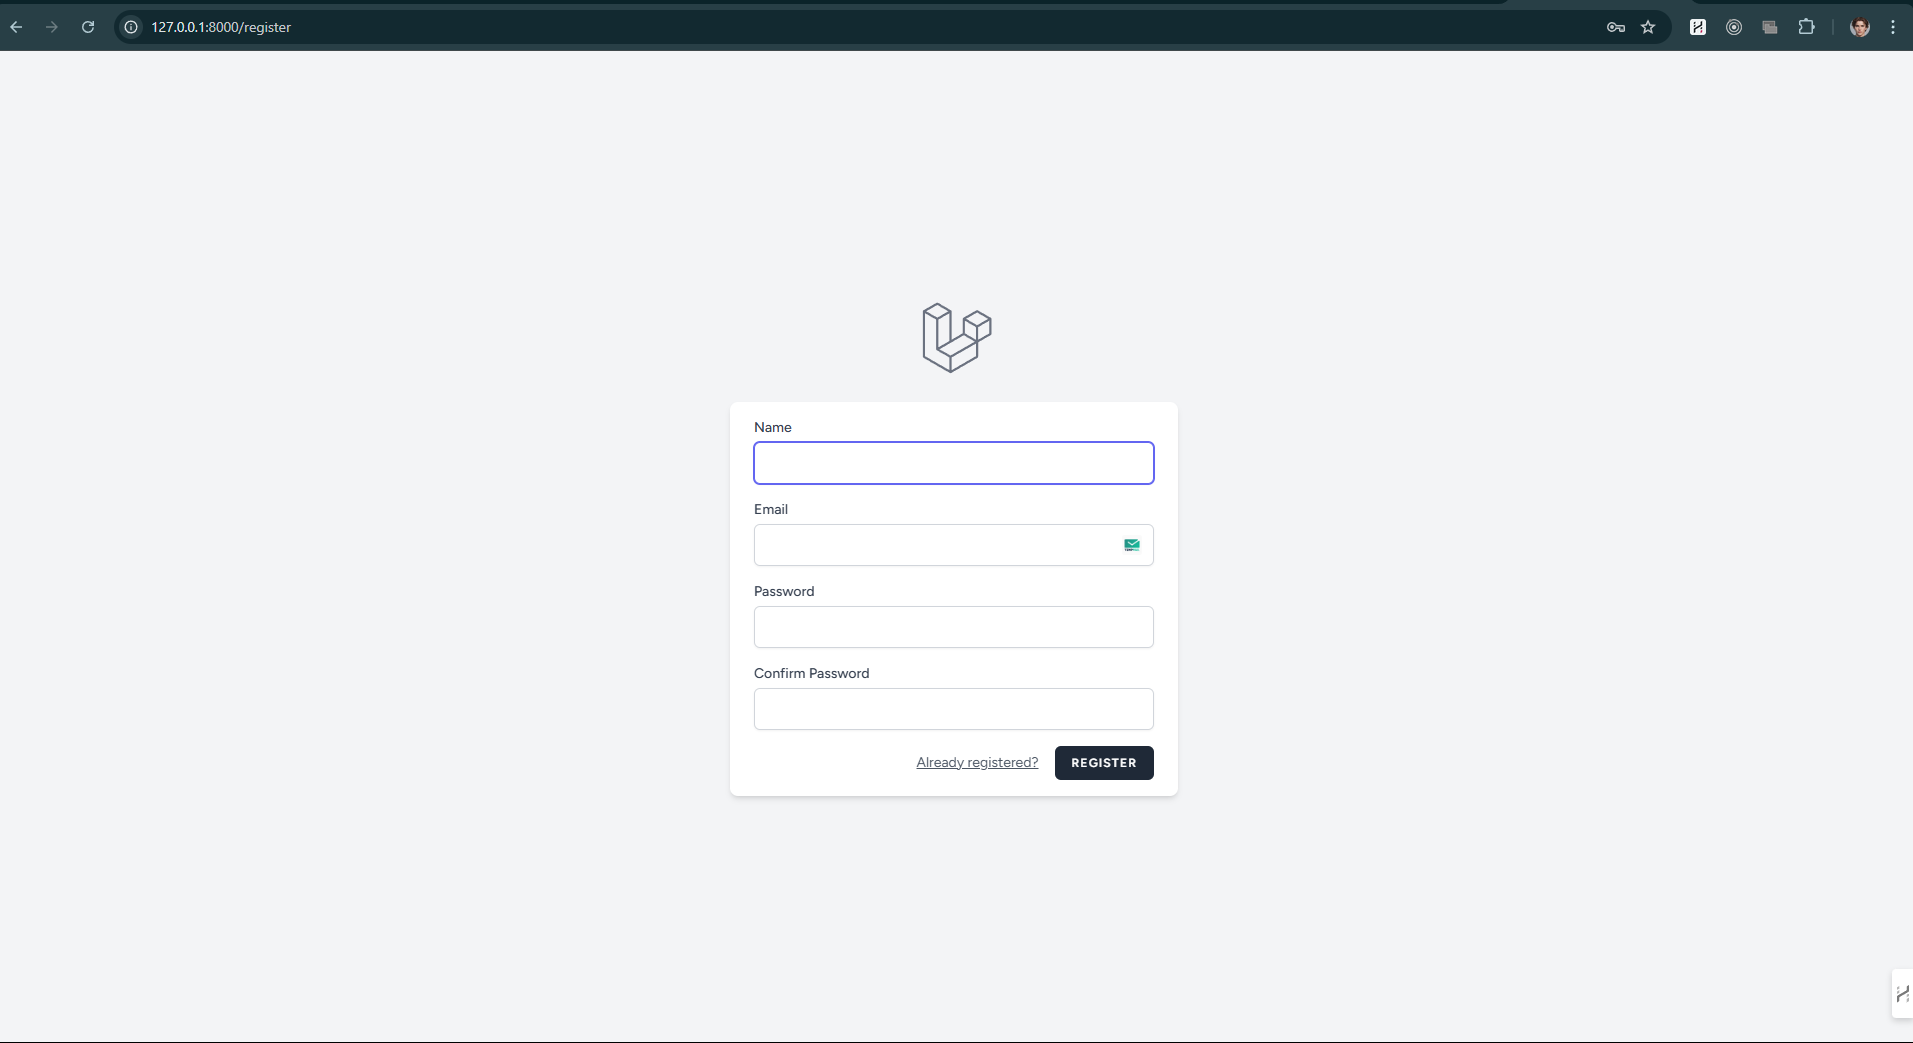 127.0.0.1:8000/register
Name
Email
Password
Confirm Password
Already registered?
REGISTER